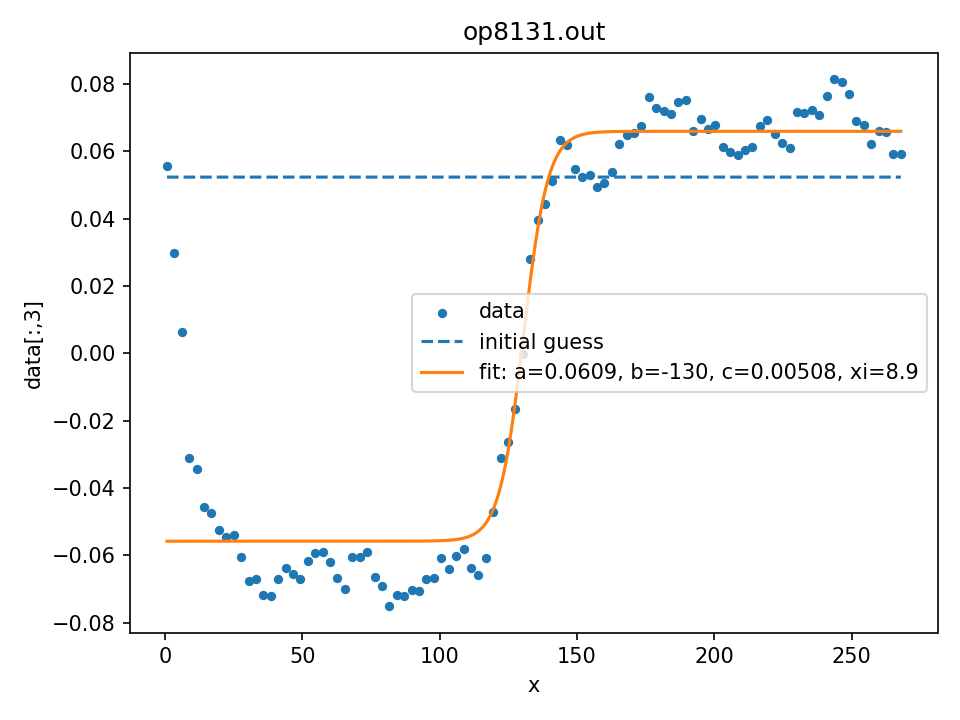 op8131.out
data[:,3]
0.08
0.06
0.04
0.02
0.00
−0.02
−0.04
−0.06
−0.08
data
initial guess
fit: a=0.0609, b=-130, c=0.00508, xi=8.9
0 50 100 150 200 250
x